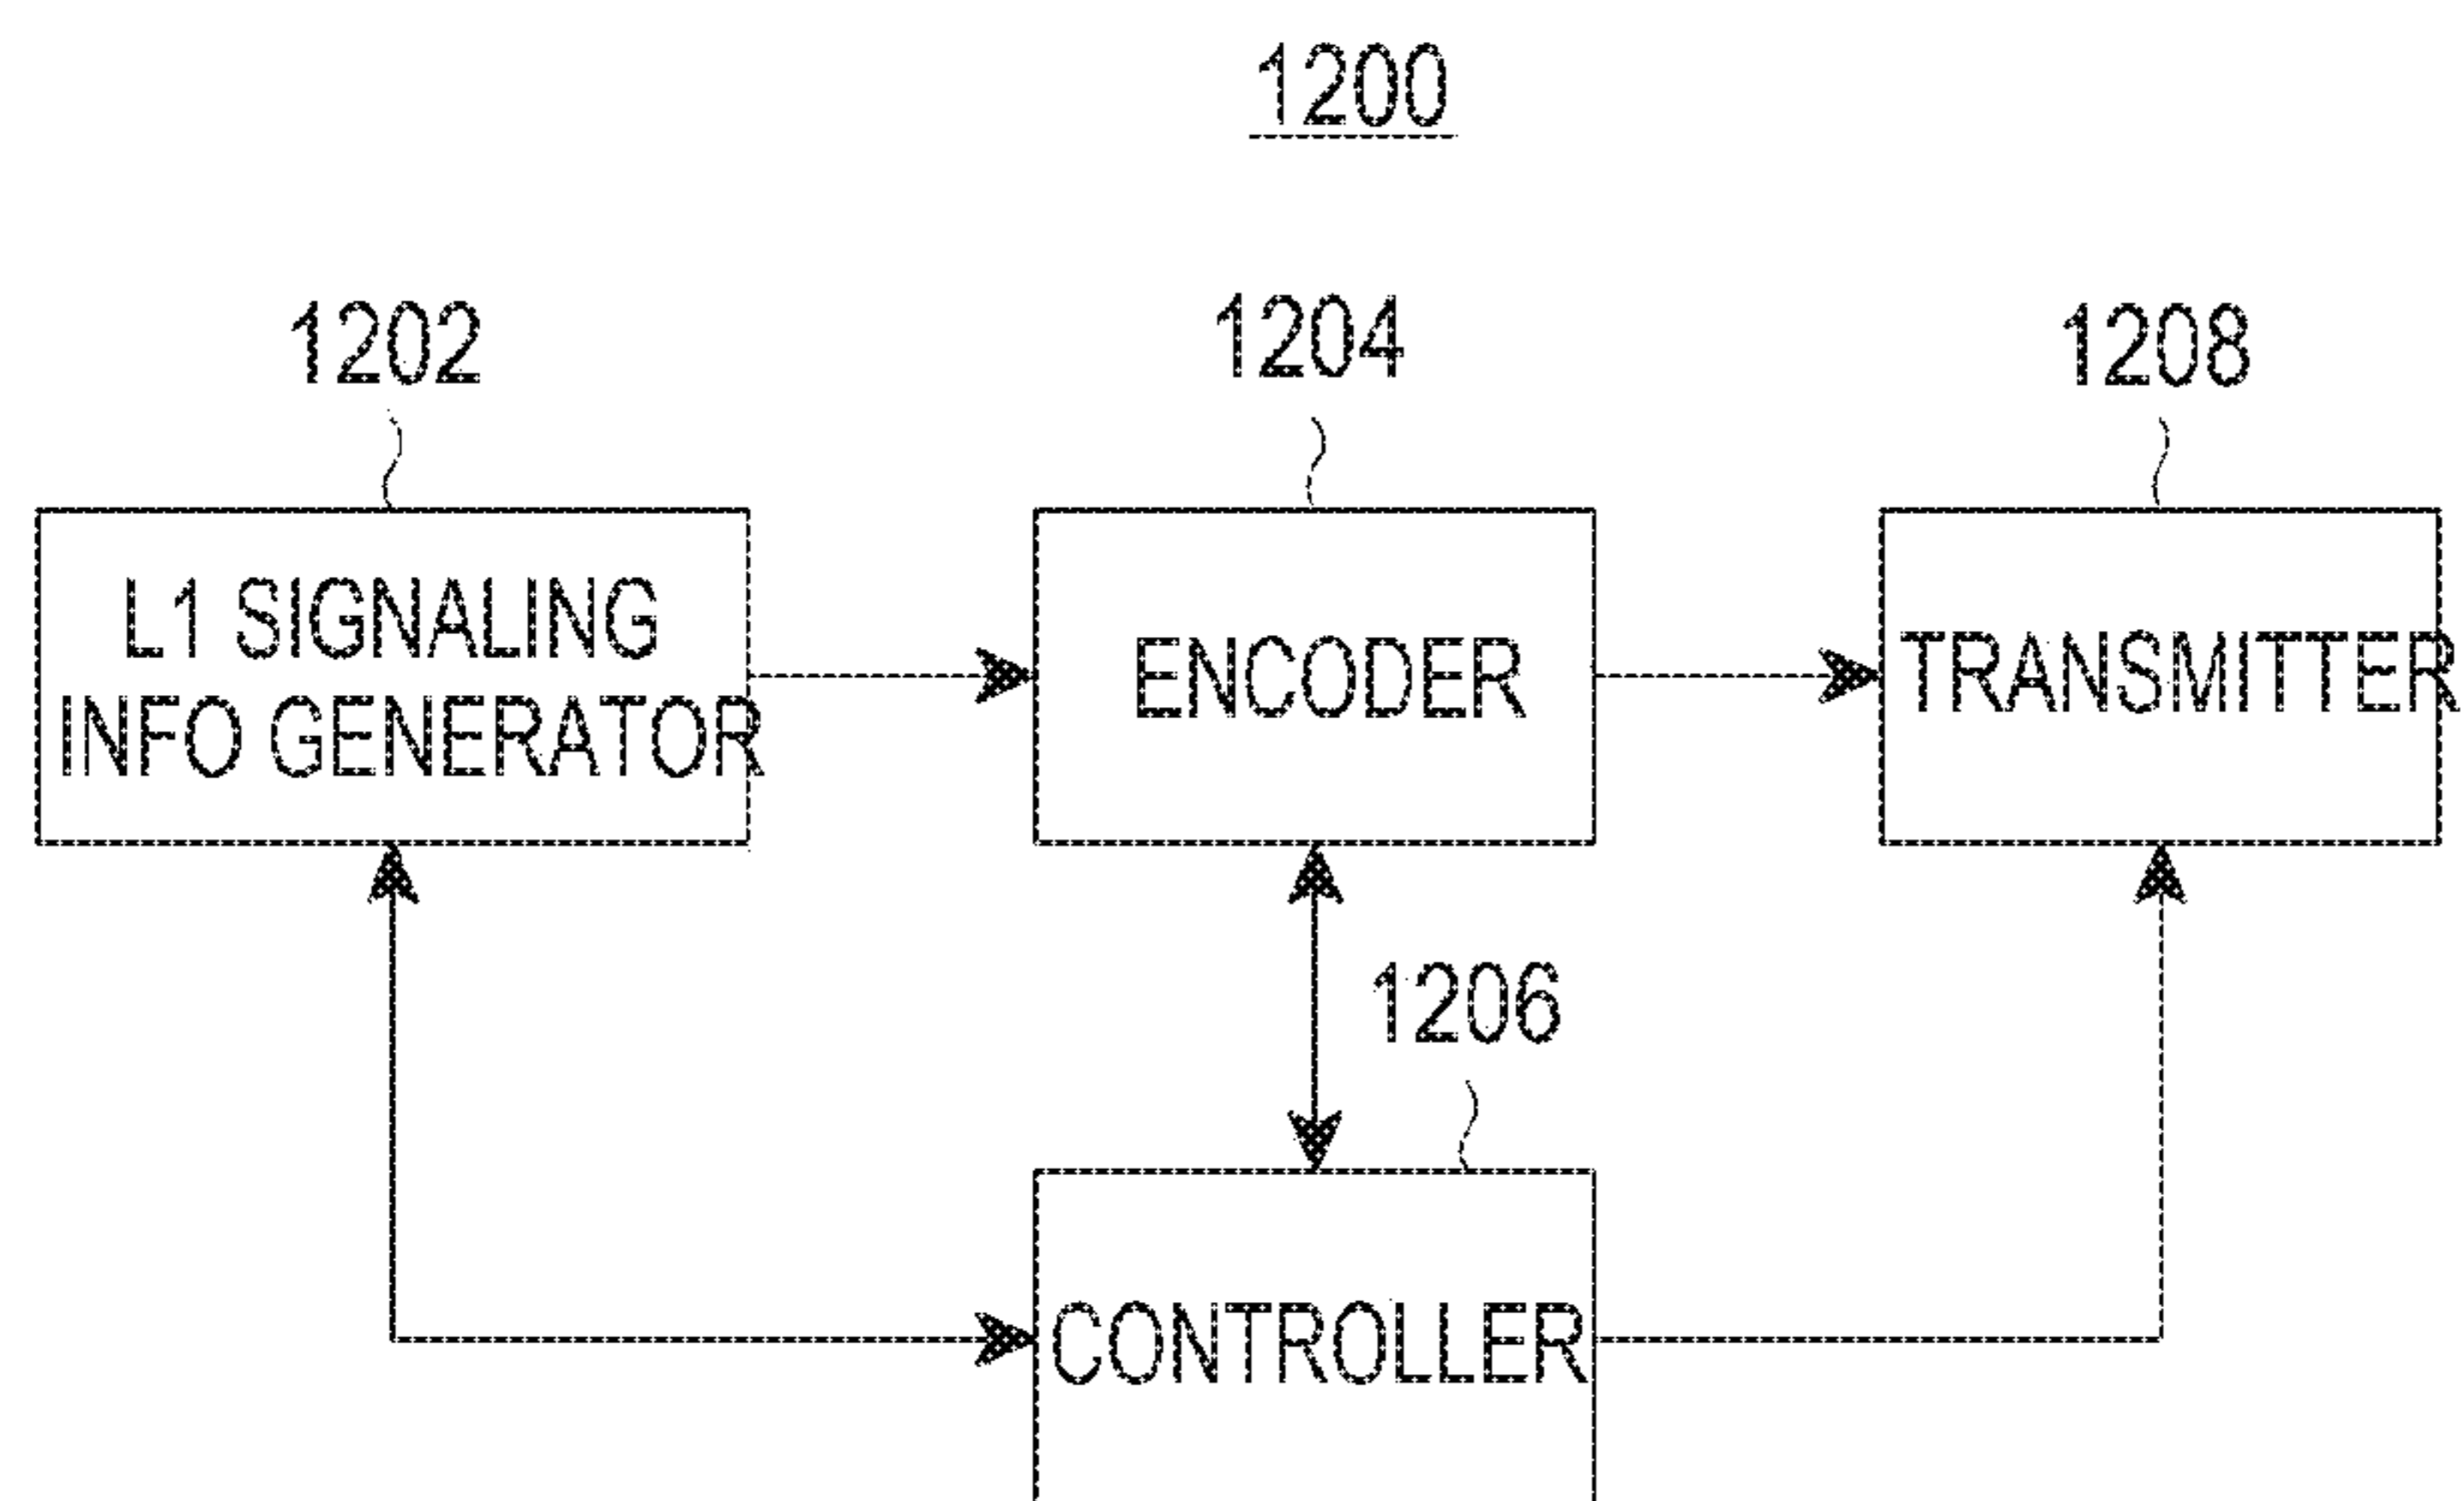 1200
1202
1204
1208
L1 SIGNALING
INFO GENERATOR
ENCODER
TRANSMITTER
1206
CONTROLLER